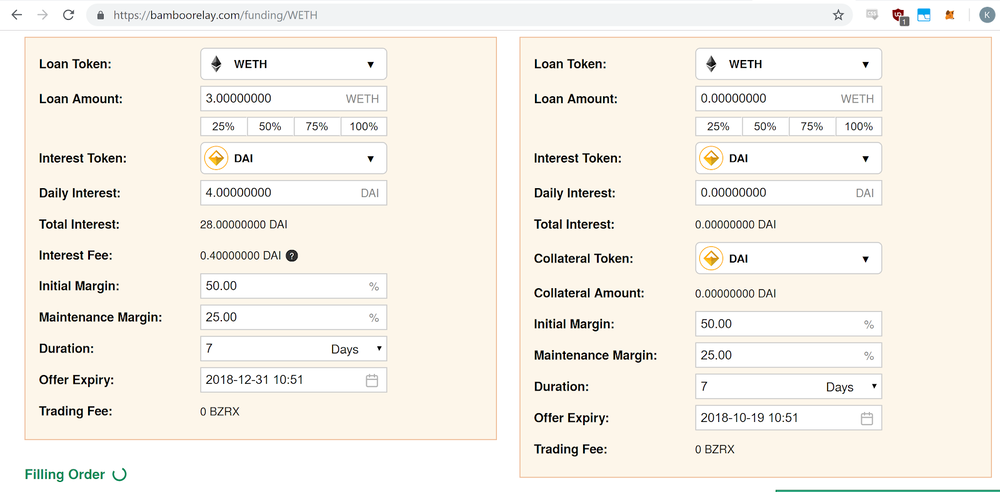 https://bamboorelay.com/funding/WETH
1
K
Loan Token: WETH
Loan Amount: 3.00000000 WETH
25% 50% 75% 100%
Interest Token: DAI
Daily Interest: 4.00000000 DAI
Total Interest: 28.00000000 DAI
Interest Fee: 0.40000000 DAI ?
Initial Margin: 50.00 %
Maintenance Margin: 25.00 %
Duration: 7 Days
Offer Expiry: 2018-12-31 10:51
Trading Fee: 0 BZRX
Filling Order
Loan Token: WETH
Loan Amount: 0.00000000 WETH
25% 50% 75% 100%
Interest Token: DAI
Daily Interest: 0.00000000 DAI
Total Interest: 0.00000000 DAI
Collateral Token: DAI
Collateral Amount: 0.00000000 DAI
Initial Margin: 50.00 %
Maintenance Margin: 25.00 %
Duration: 7 Days
Offer Expiry: 2018-10-19 10:51
Trading Fee: 0 BZRX